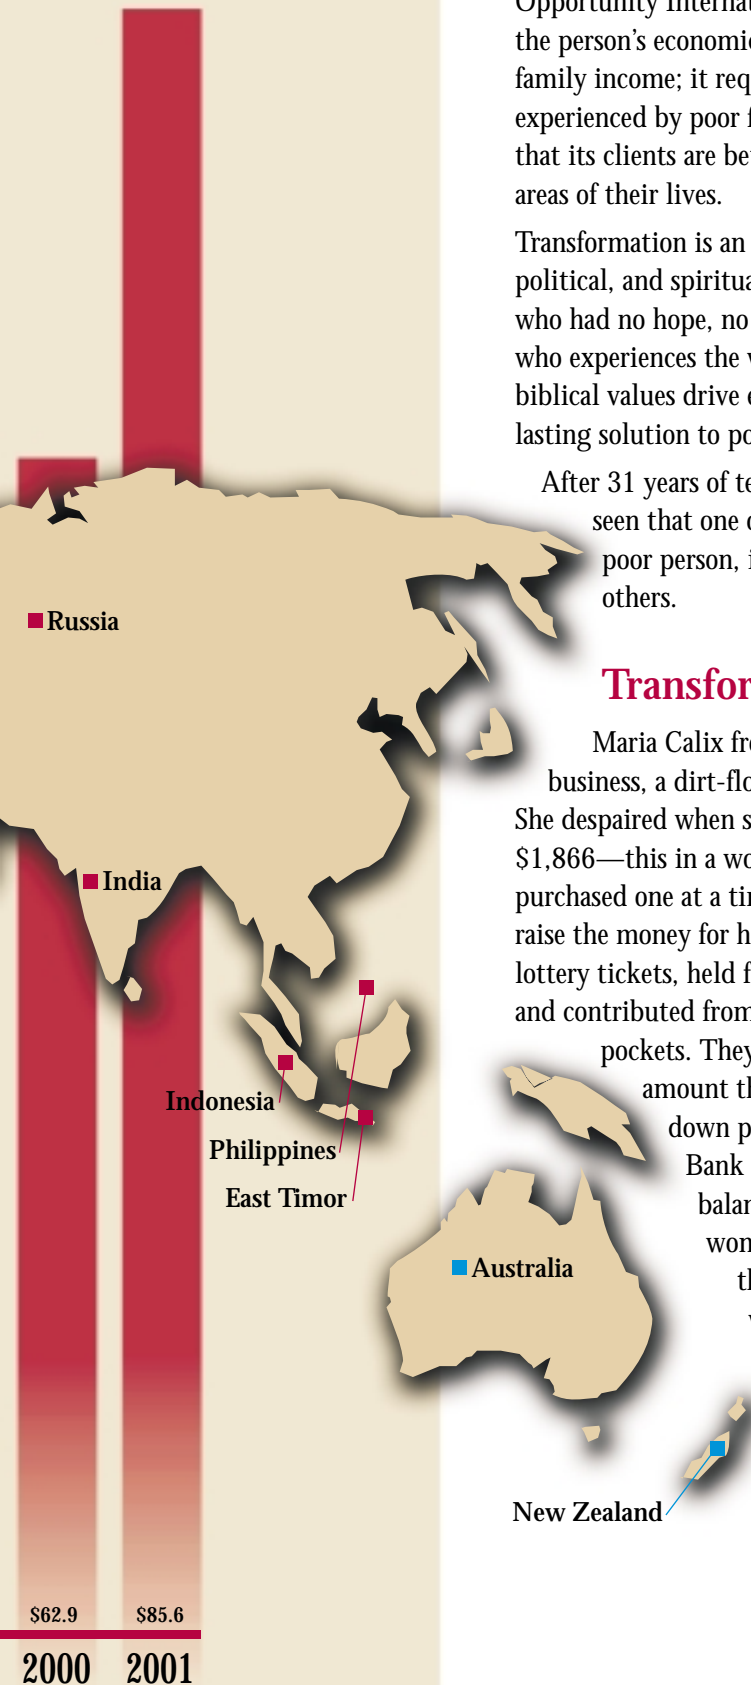 Opportunity Internat
the person's economic
family income; it req
experienced by poor f
that its clients are be
areas of their lives.
Transformation is an
political, and spiritua
who had no hope, no
who experiences the
biblical values drive e
lasting solution to po
After 31 years of te
seen that one
poor person, i
others.
Transfor
Maria Calix fr
business, a dirt-flo
She despaired when s
$1,866—this in a wo
purchased one at a tin
raise the money for h
lottery tickets, held f
and contributed from
pockets. They
amount th
down p
Bank
balan
won
th
Russia
India
Indonesia
Philippines
East Timor
Australia
New Zealand
$62.9 $85.6
2000 2001